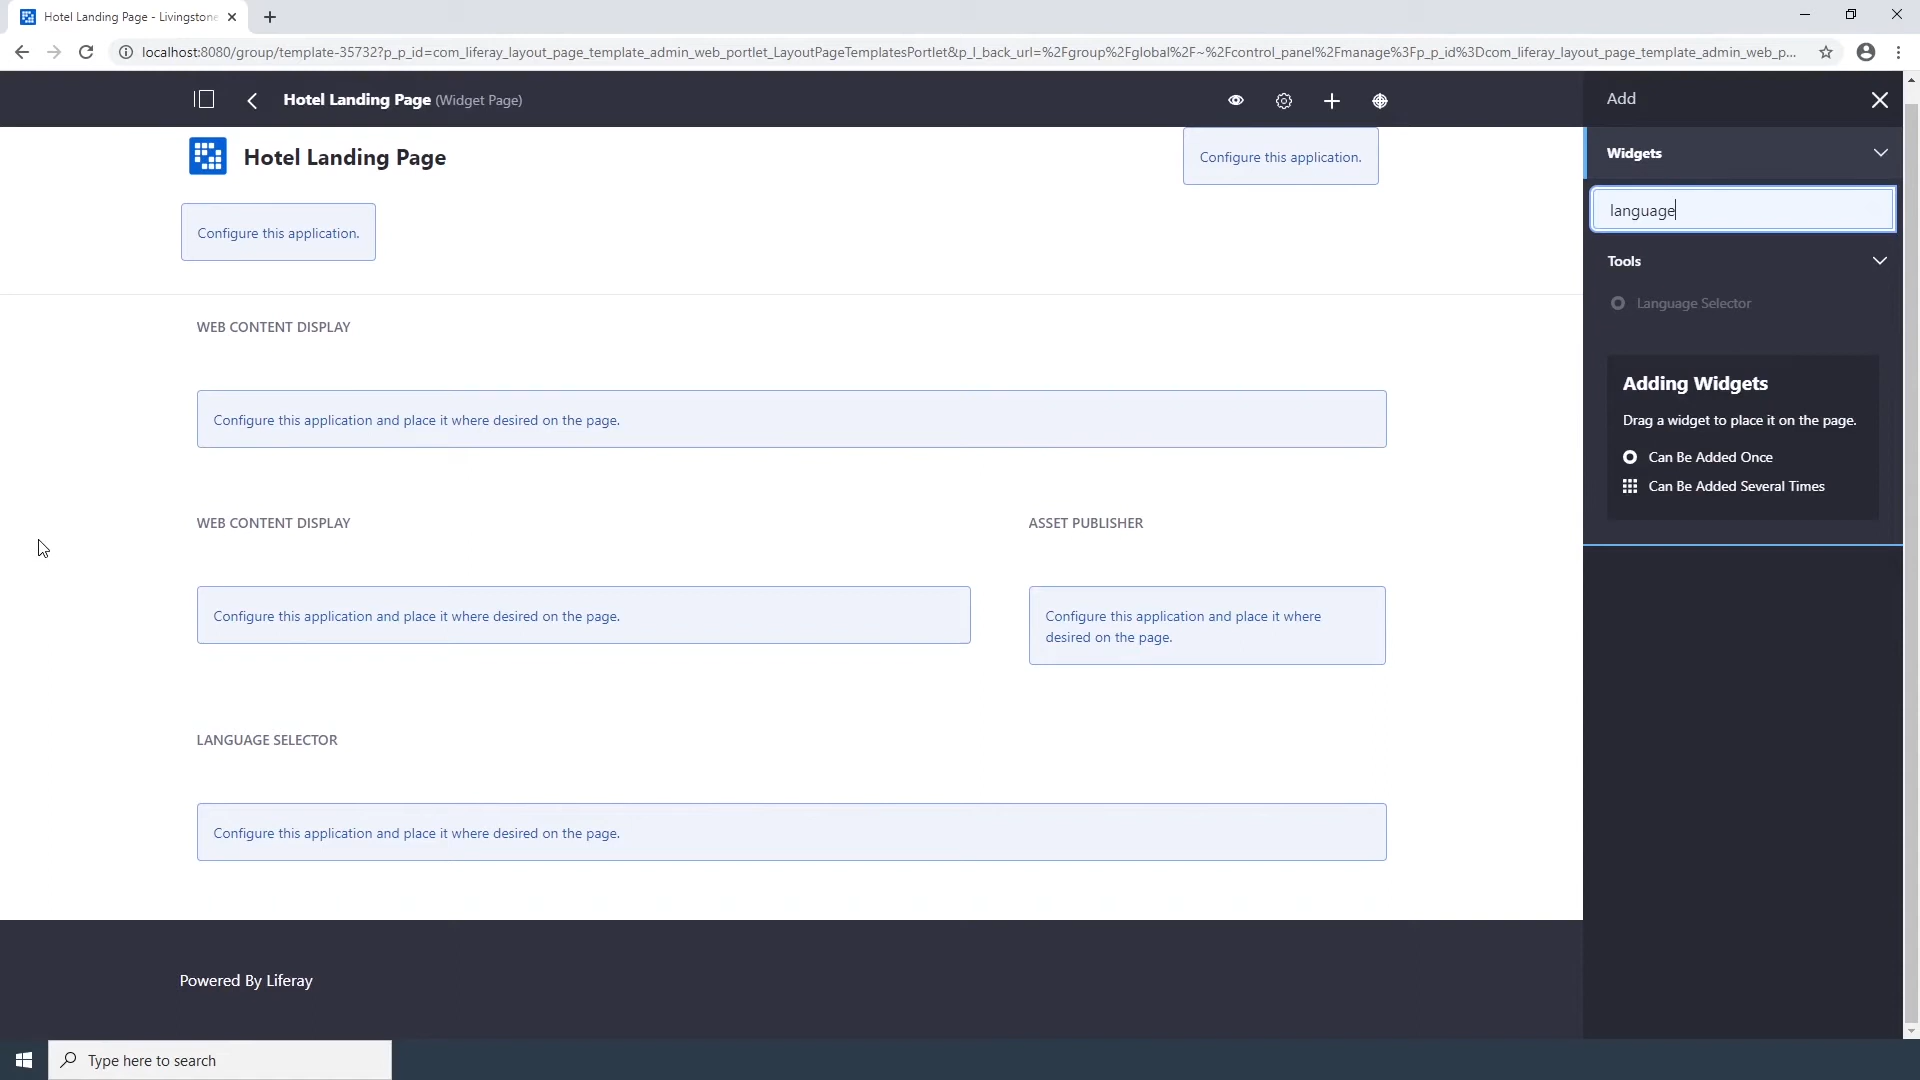 Hotel Landing Page - Livingstone
localhost:8080/group/template-35732?p_p_id=com_liferay_layout_page_template_admin_web_portlet_LayoutPageTemplatesPortlet&p_l_back_url=%2Fgroup%2Fglobal%2F~%2Fcontrol_panel%2Fmanage%3Fp_p_id%3Dcom_liferay_layout_page_template_admin_web_p...
Hotel Landing Page (Widget Page)
Add
Hotel Landing Page
Configure this application.
Widgets
language
Configure this application.
Tools
Language Selector
WEB CONTENT DISPLAY
Adding Widgets
Configure this application and place it where desired on the page.
Drag a widget to place it on the page.
Can Be Added Once
Can Be Added Several Times
WEB CONTENT DISPLAY
ASSET PUBLISHER
Configure this application and place it where desired on the page.
Configure this application and place it where
desired on the page.
LANGUAGE SELECTOR
Configure this application and place it where desired on the page.
Powered By Liferay
Type here to search